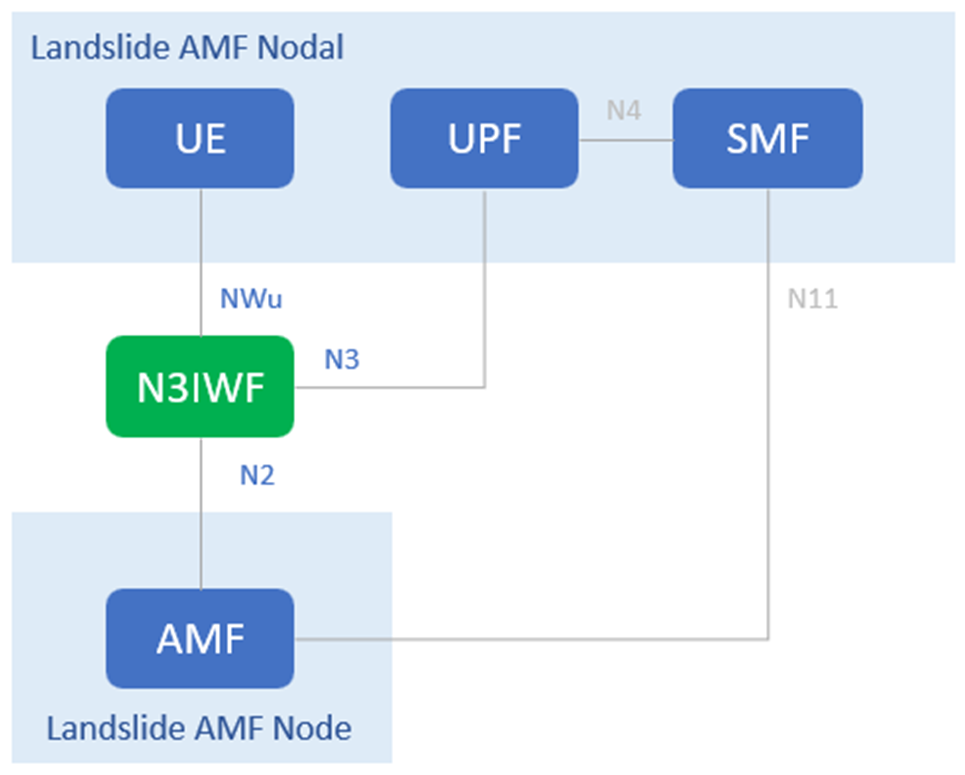 Landslide AMF Nodal
UE
UPF
N4
SMF
NWu
N11
N3
N3IWF
N2
AMF
Landslide AMF Node